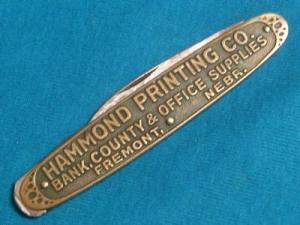 HAMMOND PRINTING CO.
BANK, COUNTY & OFFICE SUPPLIES
FREMONT, NEBR.